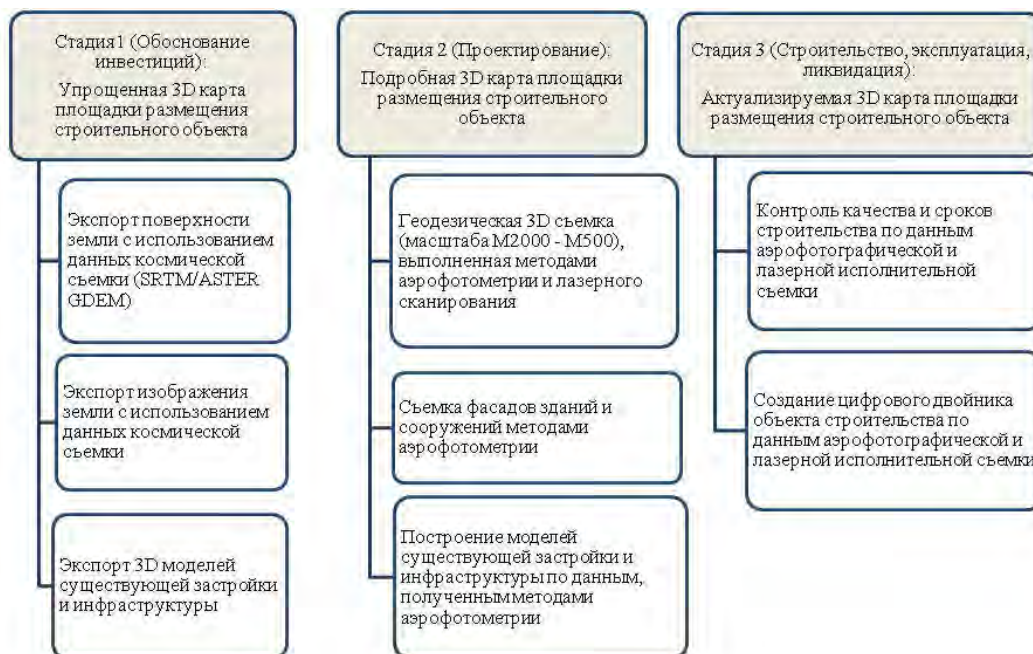 Стадия 1 (Обоснование
инвестиций):
Упрощенная 3D карта
площадки размещения
строительного объекта
Экспорт поверхности
земли с использованием
данных космической
съемки (SRTM/ASTER
GDEM)
Экспорт изображения
земли с использованием
данных космической
съемки
Экспорт 3D моделей
существующей застройки
и инфраструктуры
Стадия 2 (Проектирование):
Подробная 3D карта площадки
размещения строительного
объекта
Геодезическая 3D съемка
(масштаба М2000 - М500),
выполненная методами
аэрофотометрии и лазерного
сканирования
Съемка фасадов зданий и
сооружений методами
аэрофотометрии
Построение моделей
существующей застройки и
инфраструктуры по данным,
полученным методами
аэрофотометрии
Стадия 3 (Строительство, эксплуатация,
ликвидация):
Актуализируемая 3D карта площадки
размещения строительного объекта
Контроль качества и сроков
строительства по данным
аэрофотографической и
лазерной исполнительной
съемки
Создание цифрового двойника
объекта строительства по
данным аэрофотографической и
лазерной исполнительной съемки